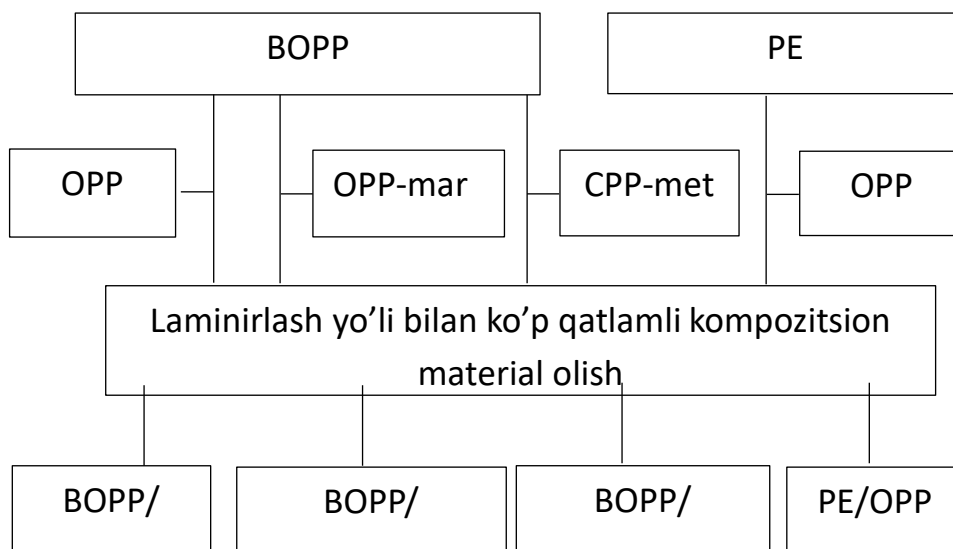 BOPP
PE
OPP
OPP-mar
CPP-met
OPP
Laminirlash yo’li bilan ko’p qatlamli kompozitsion
material olish
BOPP/
BOPP/
BOPP/
PE/OPP